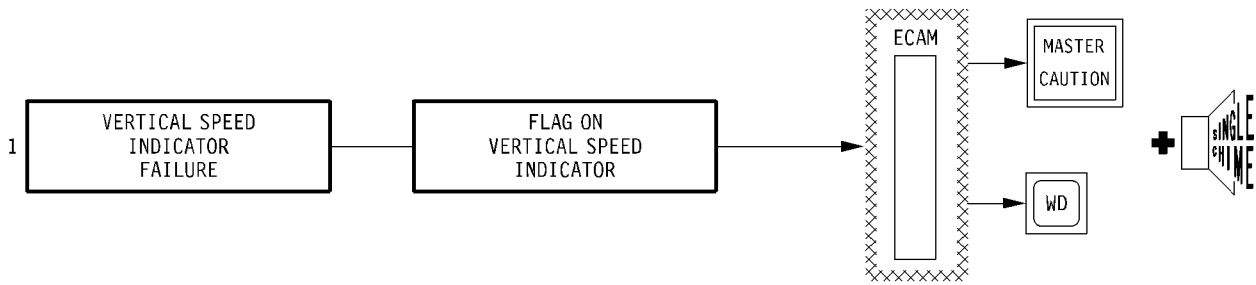 1
VERTICAL SPEED
INDICATOR
FAILURE
FLAG ON
VERTICAL SPEED
INDICATOR
ECAM
MASTER
CAUTION
WD
SINGLE
CHIME